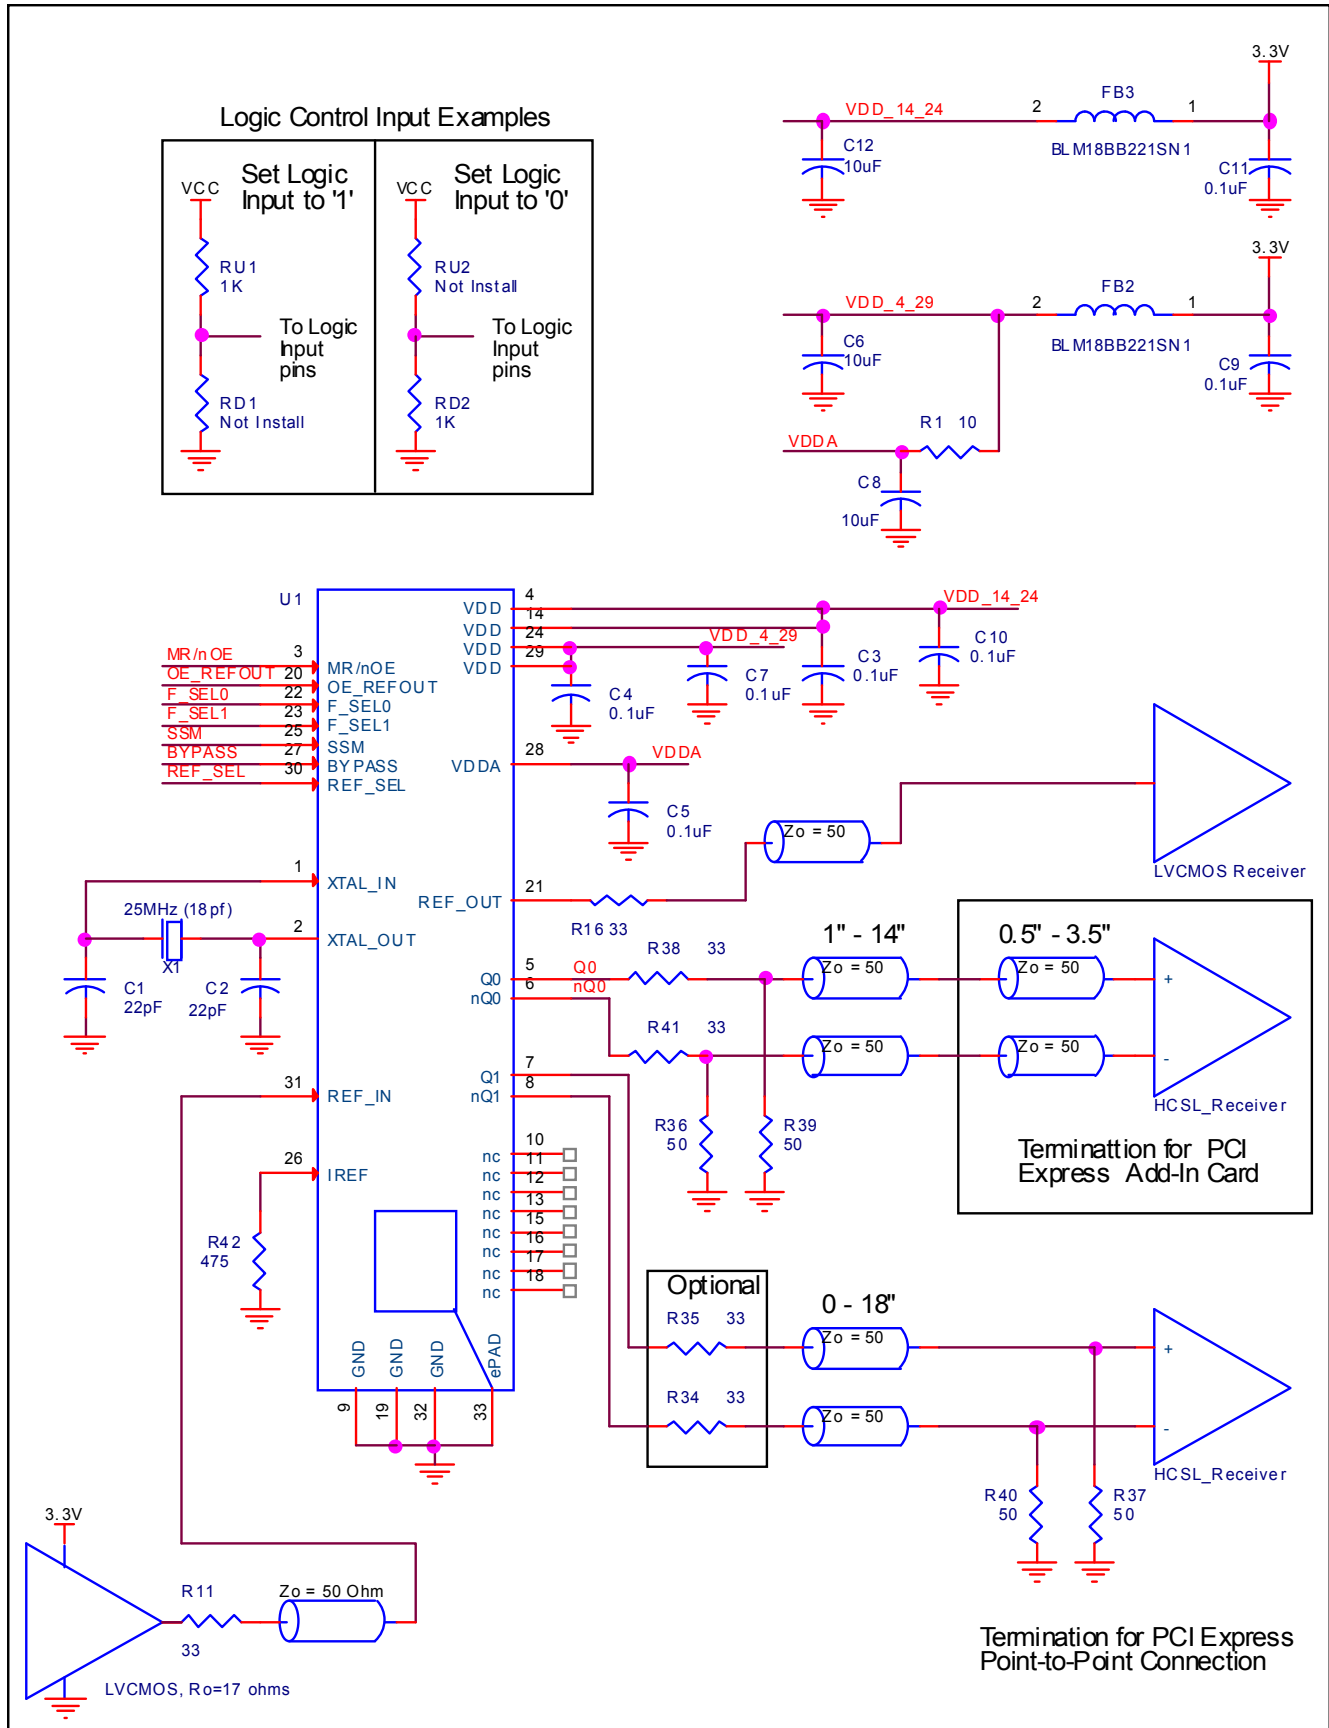 3.3V
FB3
VDD_14_24
2
1
BLM18BB221SN1
C12
10uF
C11
0.1uF
Logic Control Input Examples
VCC
Set Logic
Input to '1'
RU1
1K
To Logic
Input
pins
RD1
Not Install
VCC
Set Logic
Input to '0'
RU2
Not Install
To Logic
Input
pins
RD2
1K
3.3V
FB2
VDD_4_29
2
1
BLM18BB221SN1
C6
10uF
C9
0.1uF
R1 10
VDDA
C8
10uF
U1
MR/nOE
3
MR/nOE
OE_REFOUT
20
OE_REFOUT
F_SEL0
22
F_SEL0
F_SEL1
23
F_SEL1
SSM
25
SSM
BYPASS
27
BYPASS
REF_SEL
30
REF_SEL
VDD
4
VDD
14
VDD
24
VDD
29
VDD_14_24
VDD_4_29
C10
0.1uF
C3
0.1uF
C7
0.1uF
C4
0.1uF
VDDA
28
VDDA
C5
0.1uF
Zo = 50
LVCMOS Receiver
1
XTAL_IN
25MHz (18pf)
X1
2
XTAL_OUT
C1
22pF
C2
22pF
REF_OUT
21
R16 33
Q0
5
Q0
nQ0
6
nQ0
R38 33
R41 33
R36
50
R39
50
1" - 14"
Zo = 50
Zo = 50
0.5" - 3.5"
Zo = 50
Zo = 50
+
-
HCSL_Receiver
Terminattion for PCI
Express Add-In Card
Q1
7
nQ1
8
31
REF_IN
26
IREF
R42
475
nc
10
nc
11
nc
12
nc
13
nc
15
nc
16
nc
17
nc
18
GND
GND
GND
ePAD
9
19
32
33
Optional
R35 33
R34 33
0 - 18"
Zo = 50
Zo = 50
+
-
HCSL_Receiver
R40
50
R37
50
Termination for PCI Express
Point-to-Point Connection
3.3V
R11
33
Zo = 50 Ohm
LVCMOS, Ro=17 ohms